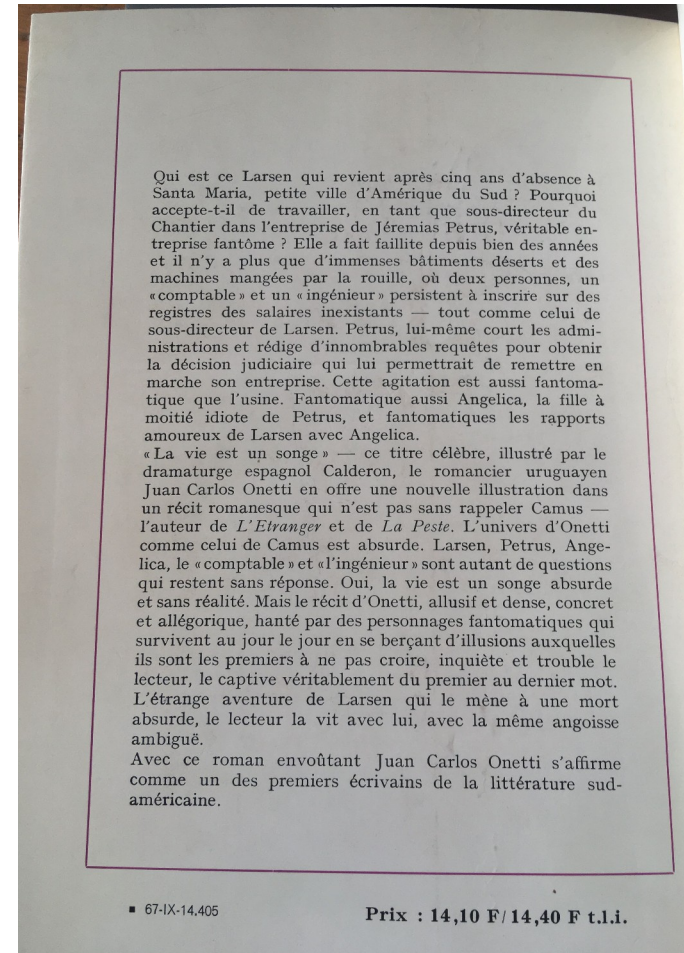 Qui est ce Larsen qui revient après cinq ans d'absence à
Santa Maria, petite ville d'Amérique du Sud ? Pourquoi
accepte-t-il de travailler, en tant que sous-directeur du
Chantier dans l'entreprise de Jéremias Petrus, véritable en-
treprise fantôme ? Elle a fait faillite depuis bien des années
et il n'y a plus que d'immenses bâtiments déserts et des
machines mangées par la rouille, où deux personnes, un
« comptable » et un « ingénieur » persistent à inscrire sur des
registres des salaires inexistants — tout comme celui de
sous-directeur de Larsen. Petrus, lui-même court les admi-
nistrations et rédige d'innombrables requêtes pour obtenir
la décision judiciaire qui lui permettrait de remettre en
marche son entreprise. Cette agitation est aussi fantoma-
tique que l'usine. Fantomatique aussi Angelica, la fille à
moitié idiote de Petrus, et fantomatiques les rapports
amoureux de Larsen avec Angelica.
« La vie est un songe » — ce titre célèbre, illustré par le
dramaturge espagnol Calderon, le romancier uruguayen
Juan Carlos Onetti en offre une nouvelle illustration dans
un récit romanesque qui n'est pas sans rappeler Camus —
l'auteur de L'Etranger et de La Peste. L'univers d'Onetti
comme celui de Camus est absurde. Larsen, Petrus, Ange-
lica, le « comptable » et « l'ingénieur » sont autant de questions
qui restent sans réponse. Oui, la vie est un songe absurde
et sans réalité. Mais le récit d'Onetti, allusif et dense, concret
et allégorique, hanté par des personnages fantomatiques qui
survivent au jour le jour en se berçant d'illusions auxquelles
ils sont les premiers à ne pas croire, inquiète et trouble le
lecteur, le captive véritablement du premier au dernier mot.
L'étrange aventure de Larsen qui le mène à une mort
absurde, le lecteur la vit avec lui, avec la même angoisse
ambiguë.
Avec ce roman envoûtant Juan Carlos Onetti s'affirme
comme un des premiers écrivains de la littérature sud-
américaine.
■ 67-IX-14.405
Prix : 14,10 F/14,40 F t.l.i.